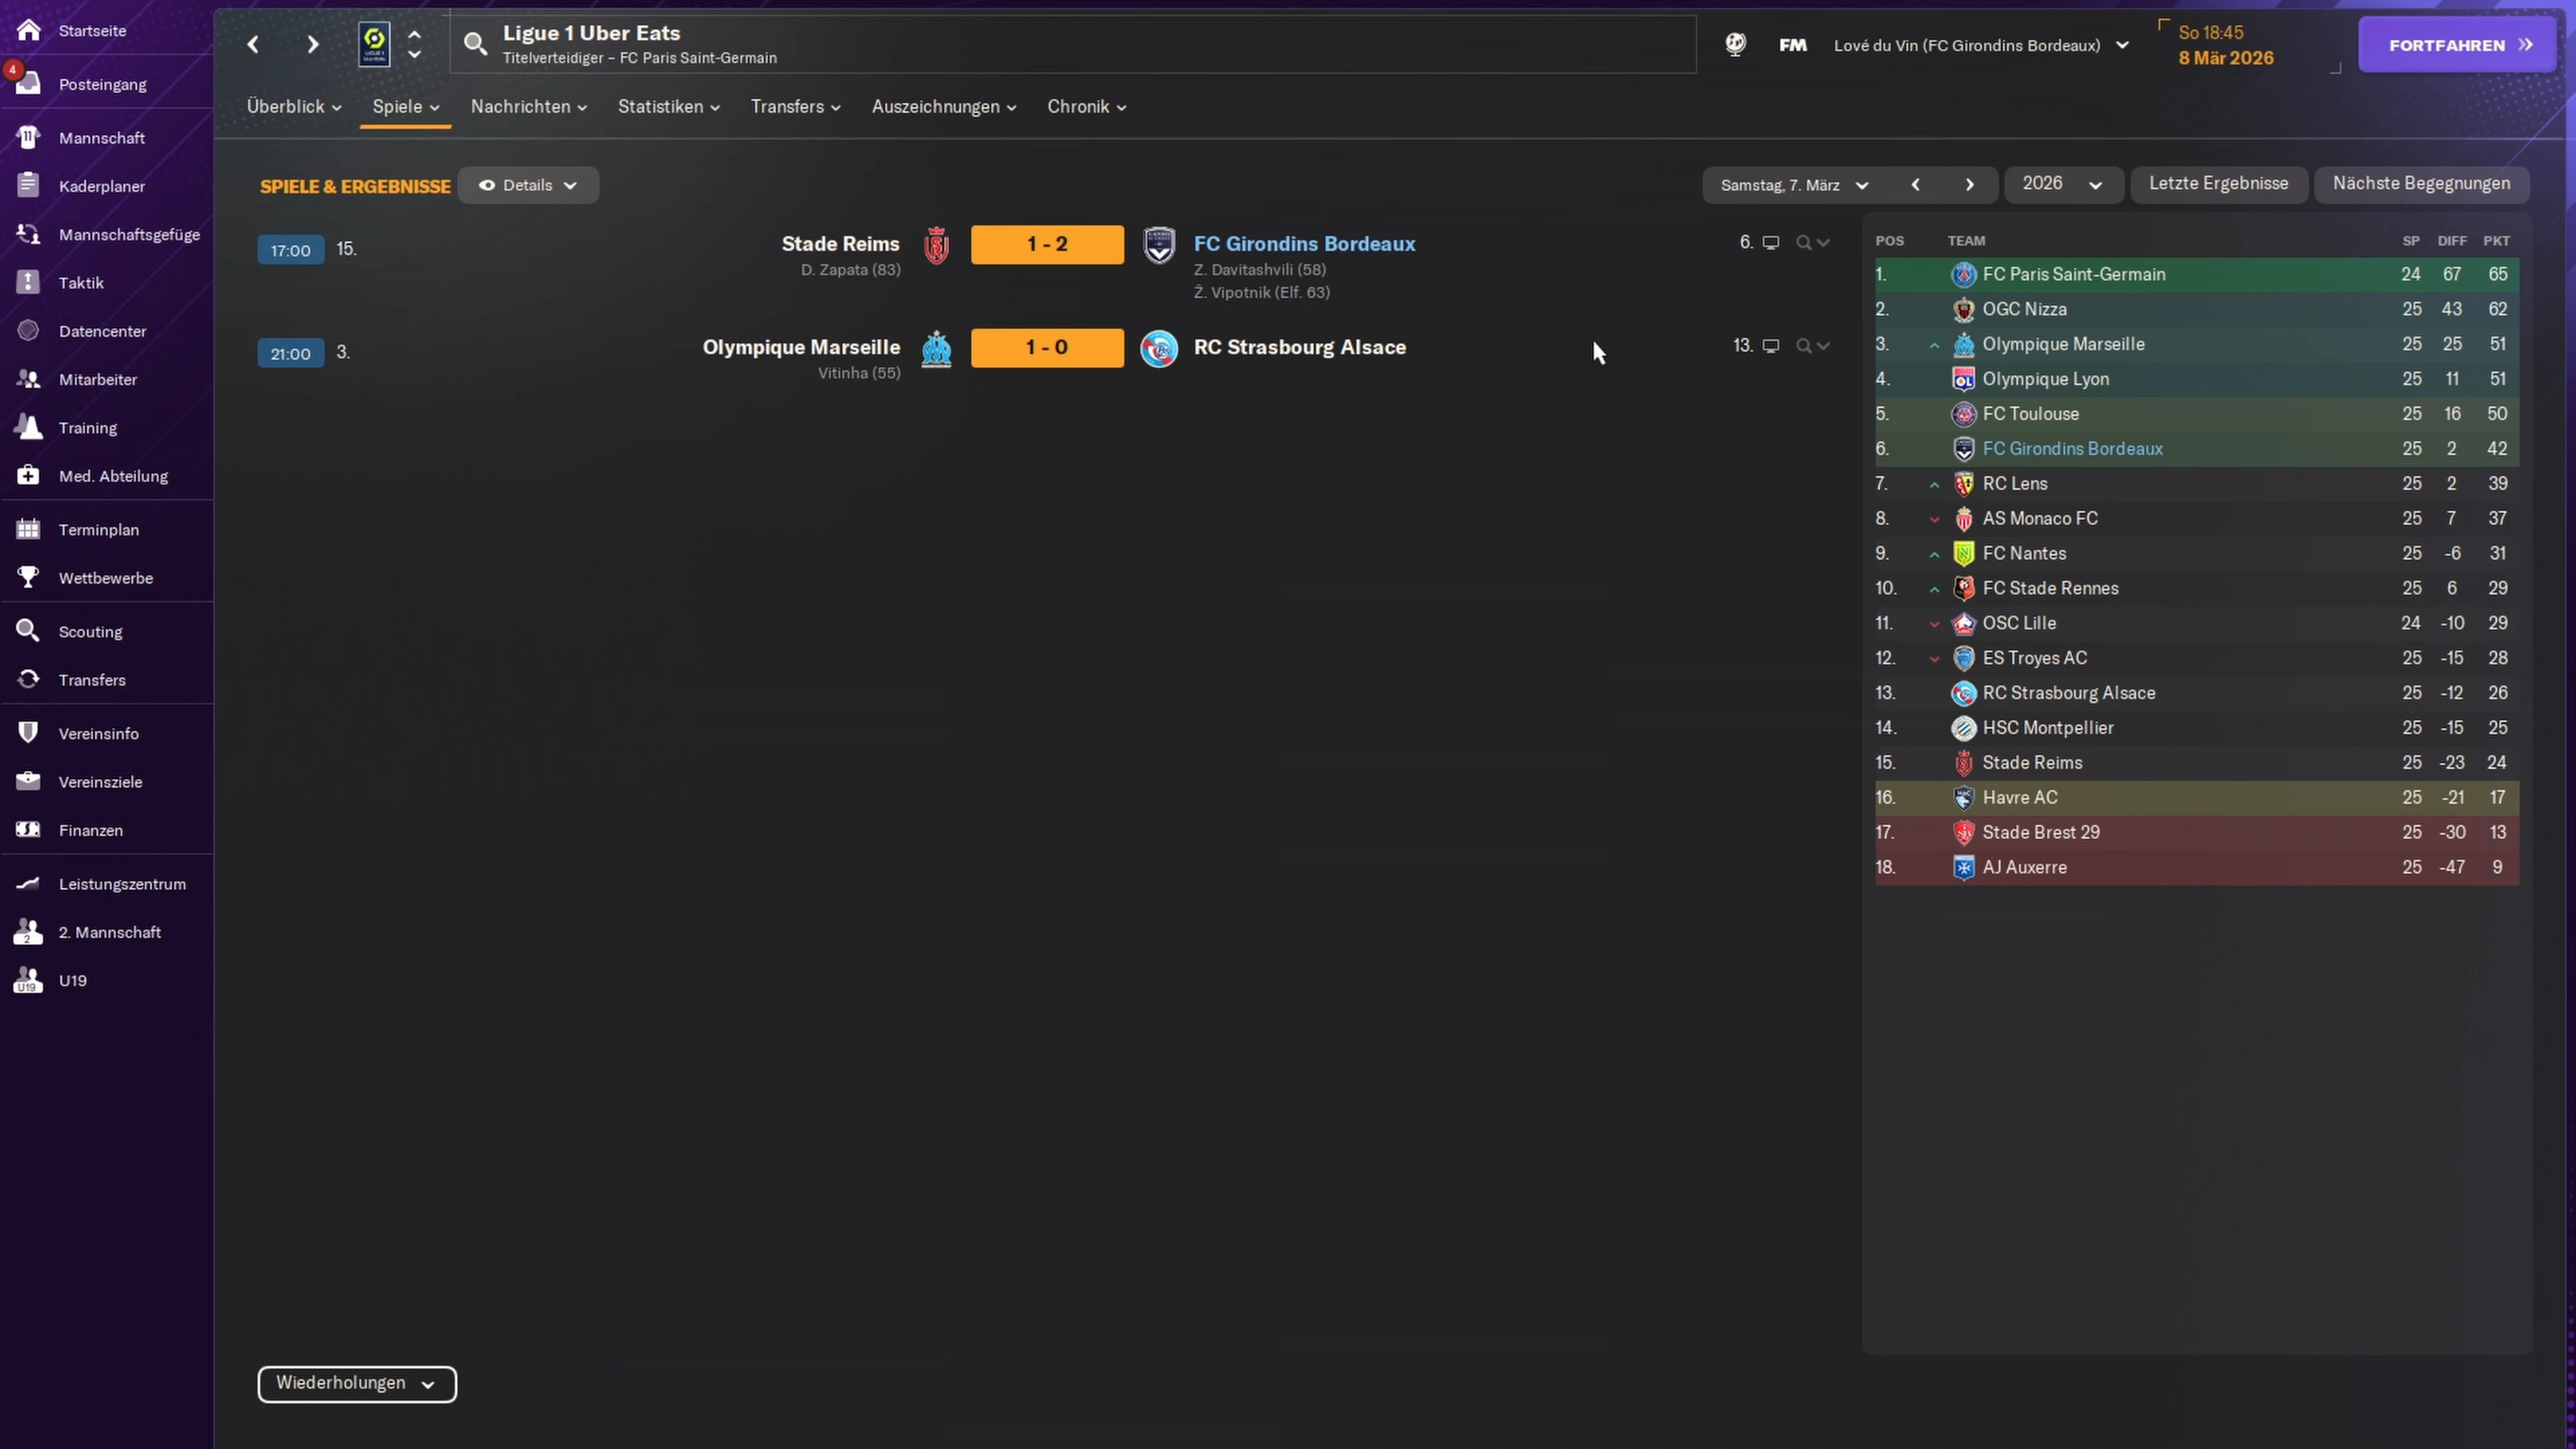 Startseite
4
Posteingang
Mannschaft
Kaderplaner
Mannschaftsgefüge
Taktik
Datencenter
Mitarbeiter
Training
Med. Abteilung
Terminplan
Wettbewerbe
Scouting
Transfers
Vereinsinfo
Vereinsziele
Finanzen
Leistungszentrum
2. Mannschaft
U19
Ligue 1 Uber Eats
Titelverteidiger – FC Paris Saint-Germain
FM
Lové du Vin (FC Girondins Bordeaux)
So 18:45
8 Mär 2026
FORTFAHREN
Überblick Spiele Nachrichten Statistiken Transfers Auszeichnungen Chronik
SPIELE & ERGEBNISSE Details
Samstag, 7. März 2026 Letzte Ergebnisse Nächste Begegnungen
17:00 15. Stade Reims 1 - 2 FC Girondins Bordeaux 6.
D. Zapata (83) Z. Davitashvili (58)
Ž. Vipotnik (Elf. 63)
21:00 3. Olympique Marseille 1 - 0 RC Strasbourg Alsace 13.
Vitinha (55)
POS TEAM SP DIFF PKT
1. FC Paris Saint-Germain 24 67 65
2. OGC Nizza 25 43 62
3. Olympique Marseille 25 25 51
4. Olympique Lyon 25 11 51
5. FC Toulouse 25 16 50
6. FC Girondins Bordeaux 25 2 42
7. RC Lens 25 2 39
8. AS Monaco FC 25 7 37
9. FC Nantes 25 -6 31
10. FC Stade Rennes 25 6 29
11. OSC Lille 24 -10 29
12. ES Troyes AC 25 -15 28
13. RC Strasbourg Alsace 25 -12 26
14. HSC Montpellier 25 -15 25
15. Stade Reims 25 -23 24
16. Havre AC 25 -21 17
17. Stade Brest 29 25 -30 13
18. AJ Auxerre 25 -47 9
Wiederholungen